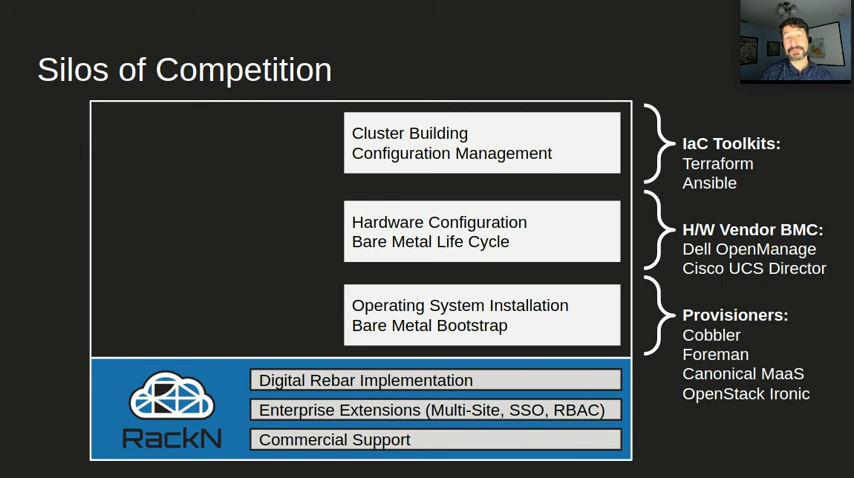 Silos of Competition
Cluster Building
Configuration Management
IaC Toolkits:
Terraform
Ansible
Hardware Configuration
Bare Metal Life Cycle
H/W Vendor BMC:
Dell OpenManage
Cisco UCS Director
Operating System Installation
Bare Metal Bootstrap
Provisioners:
Cobbler
Foreman
Canonical MaaS
OpenStack Ironic
RackN
Digital Rebar Implementation
Enterprise Extensions (Multi-Site, SSO, RBAC)
Commercial Support